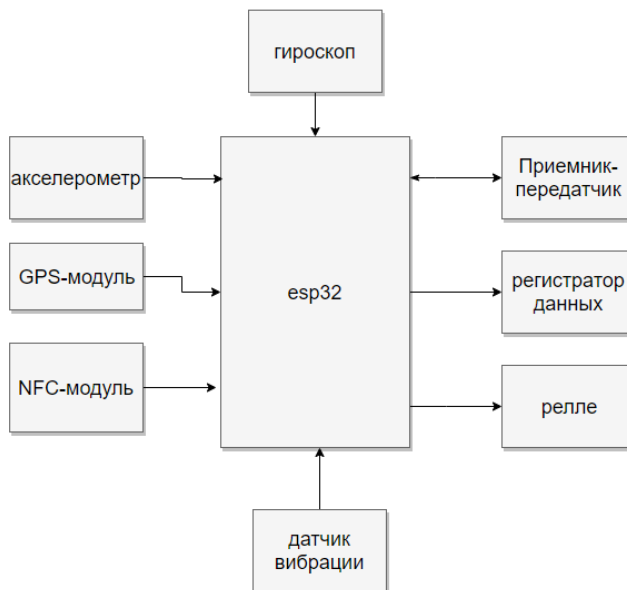 гироскоп
акселерометр
Приемник-
передатчик
GPS-модуль
esp32
регистратор
данных
NFC-модуль
релле
датчик
вибрации